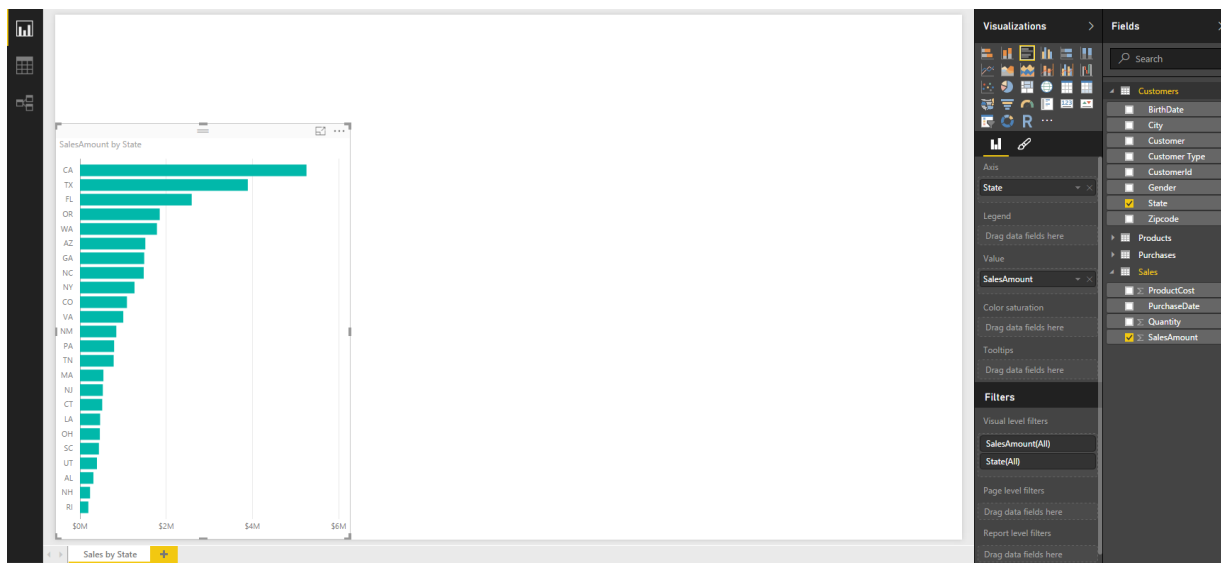 SalesAmount by State
CA
TX
FL
OR
WA
AZ
GA
NC
NY
CO
VA
NM
PA
TN
MA
NJ
CT
LA
OH
SC
UT
AL
NH
RI
$0M $2M $4M $6M
Sales by State
Visualizations
R
123
Axis
State
Legend
Drag data fields here
Value
SalesAmount
Color saturation
Drag data fields here
Tooltips
Drag data fields here
Filters
Visual level filters
SalesAmount(All)
State(All)
Page level filters
Drag data fields here
Report level filters
Drag data fields here
Fields
Search
Customers
BirthDate
City
Customer
Customer Type
CustomerId
Gender
State
Zipcode
Products
Purchases
Sales
Σ ProductCost
PurchaseDate
Σ Quantity
Σ SalesAmount